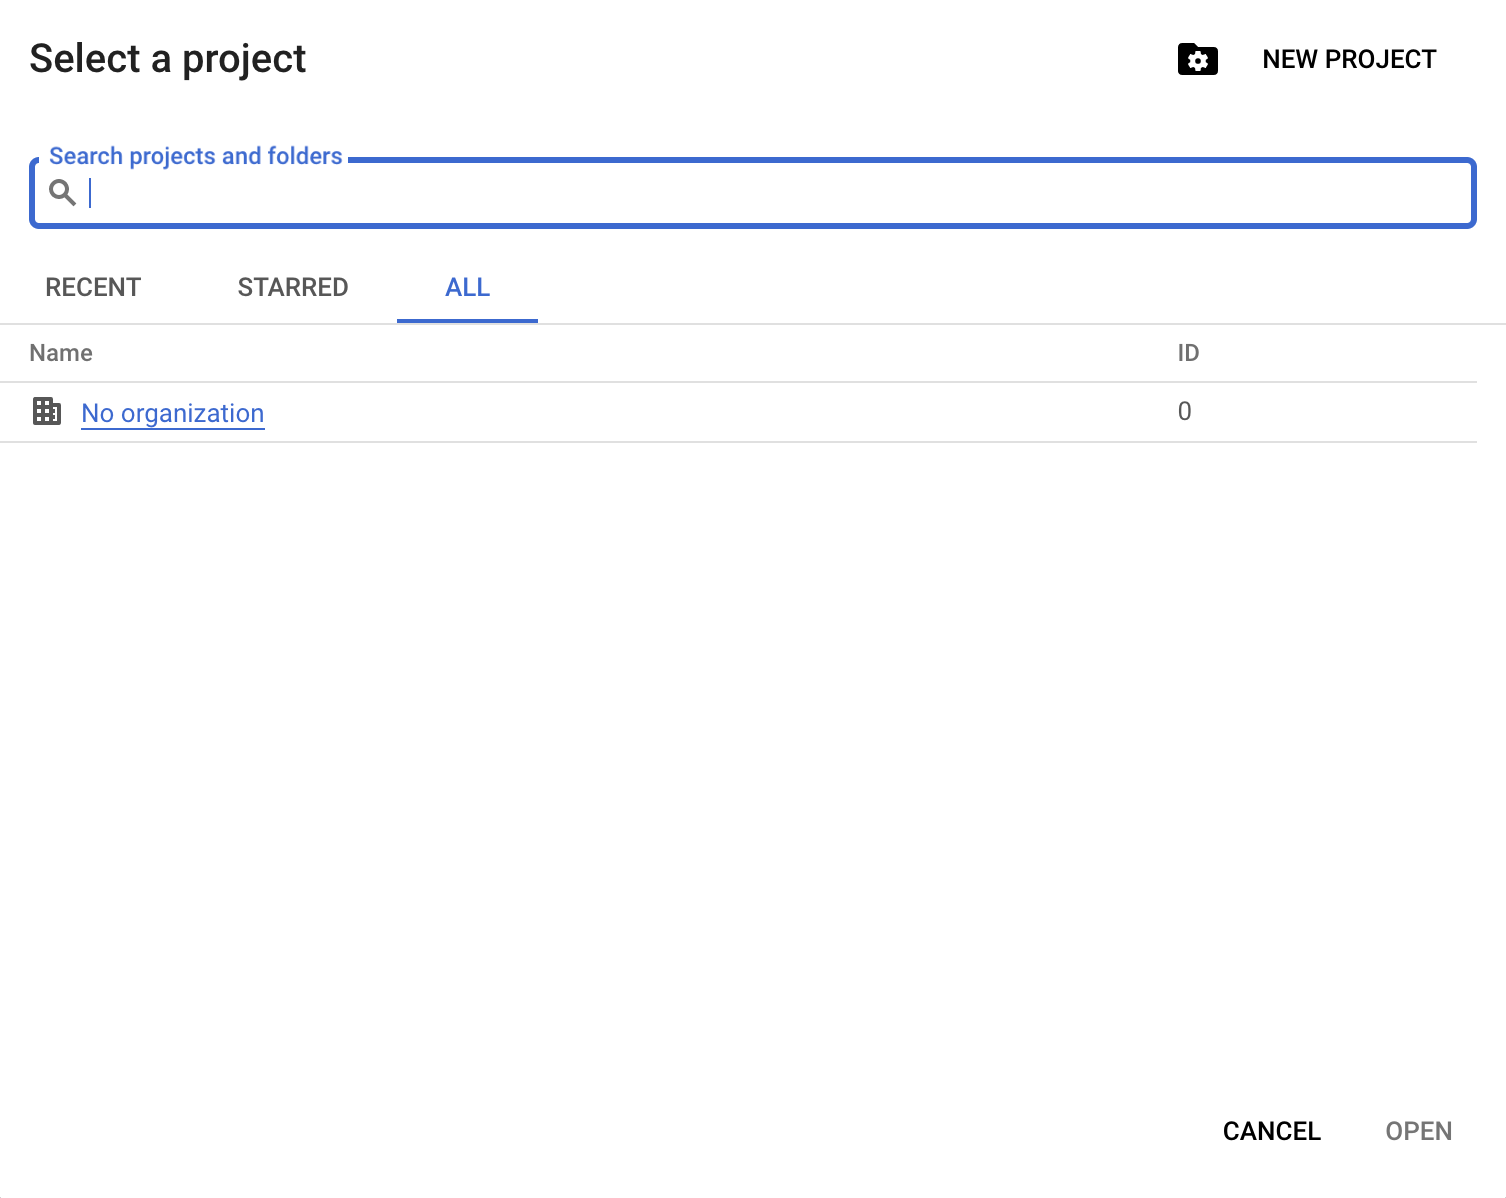 Select a project
NEW PROJECT
Search projects and folders
RECENT STARRED ALL
Name ID
No organization 0
CANCEL OPEN